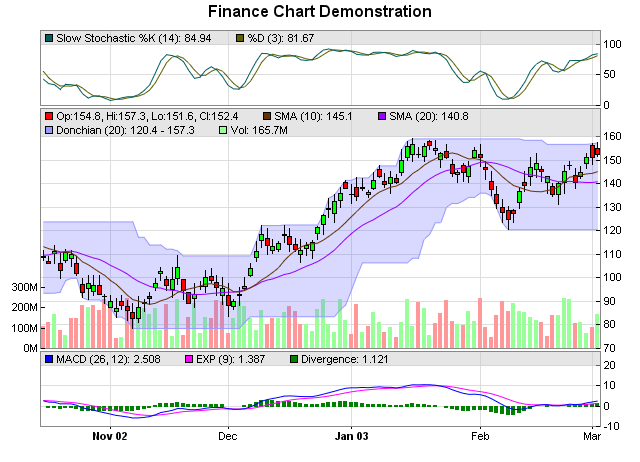 Finance Chart Demonstration
Slow Stochastic %K (14): 84.94 %D (3): 81.67
100
50
0
Op:154.8, Hi:157.3, Lo:151.6, Cl:152.4 SMA (10): 145.1 SMA (20): 140.8
Donchian (20): 120.4 - 157.3 Vol: 165.7M
160
150
140
130
120
110
100
90
80
70
300M
200M
100M
0M
MACD (26, 12): 2.508 EXP (9): 1.387 Divergence: 1.121
20
10
0
-10
Nov 02 Dec Jan 03 Feb Mar